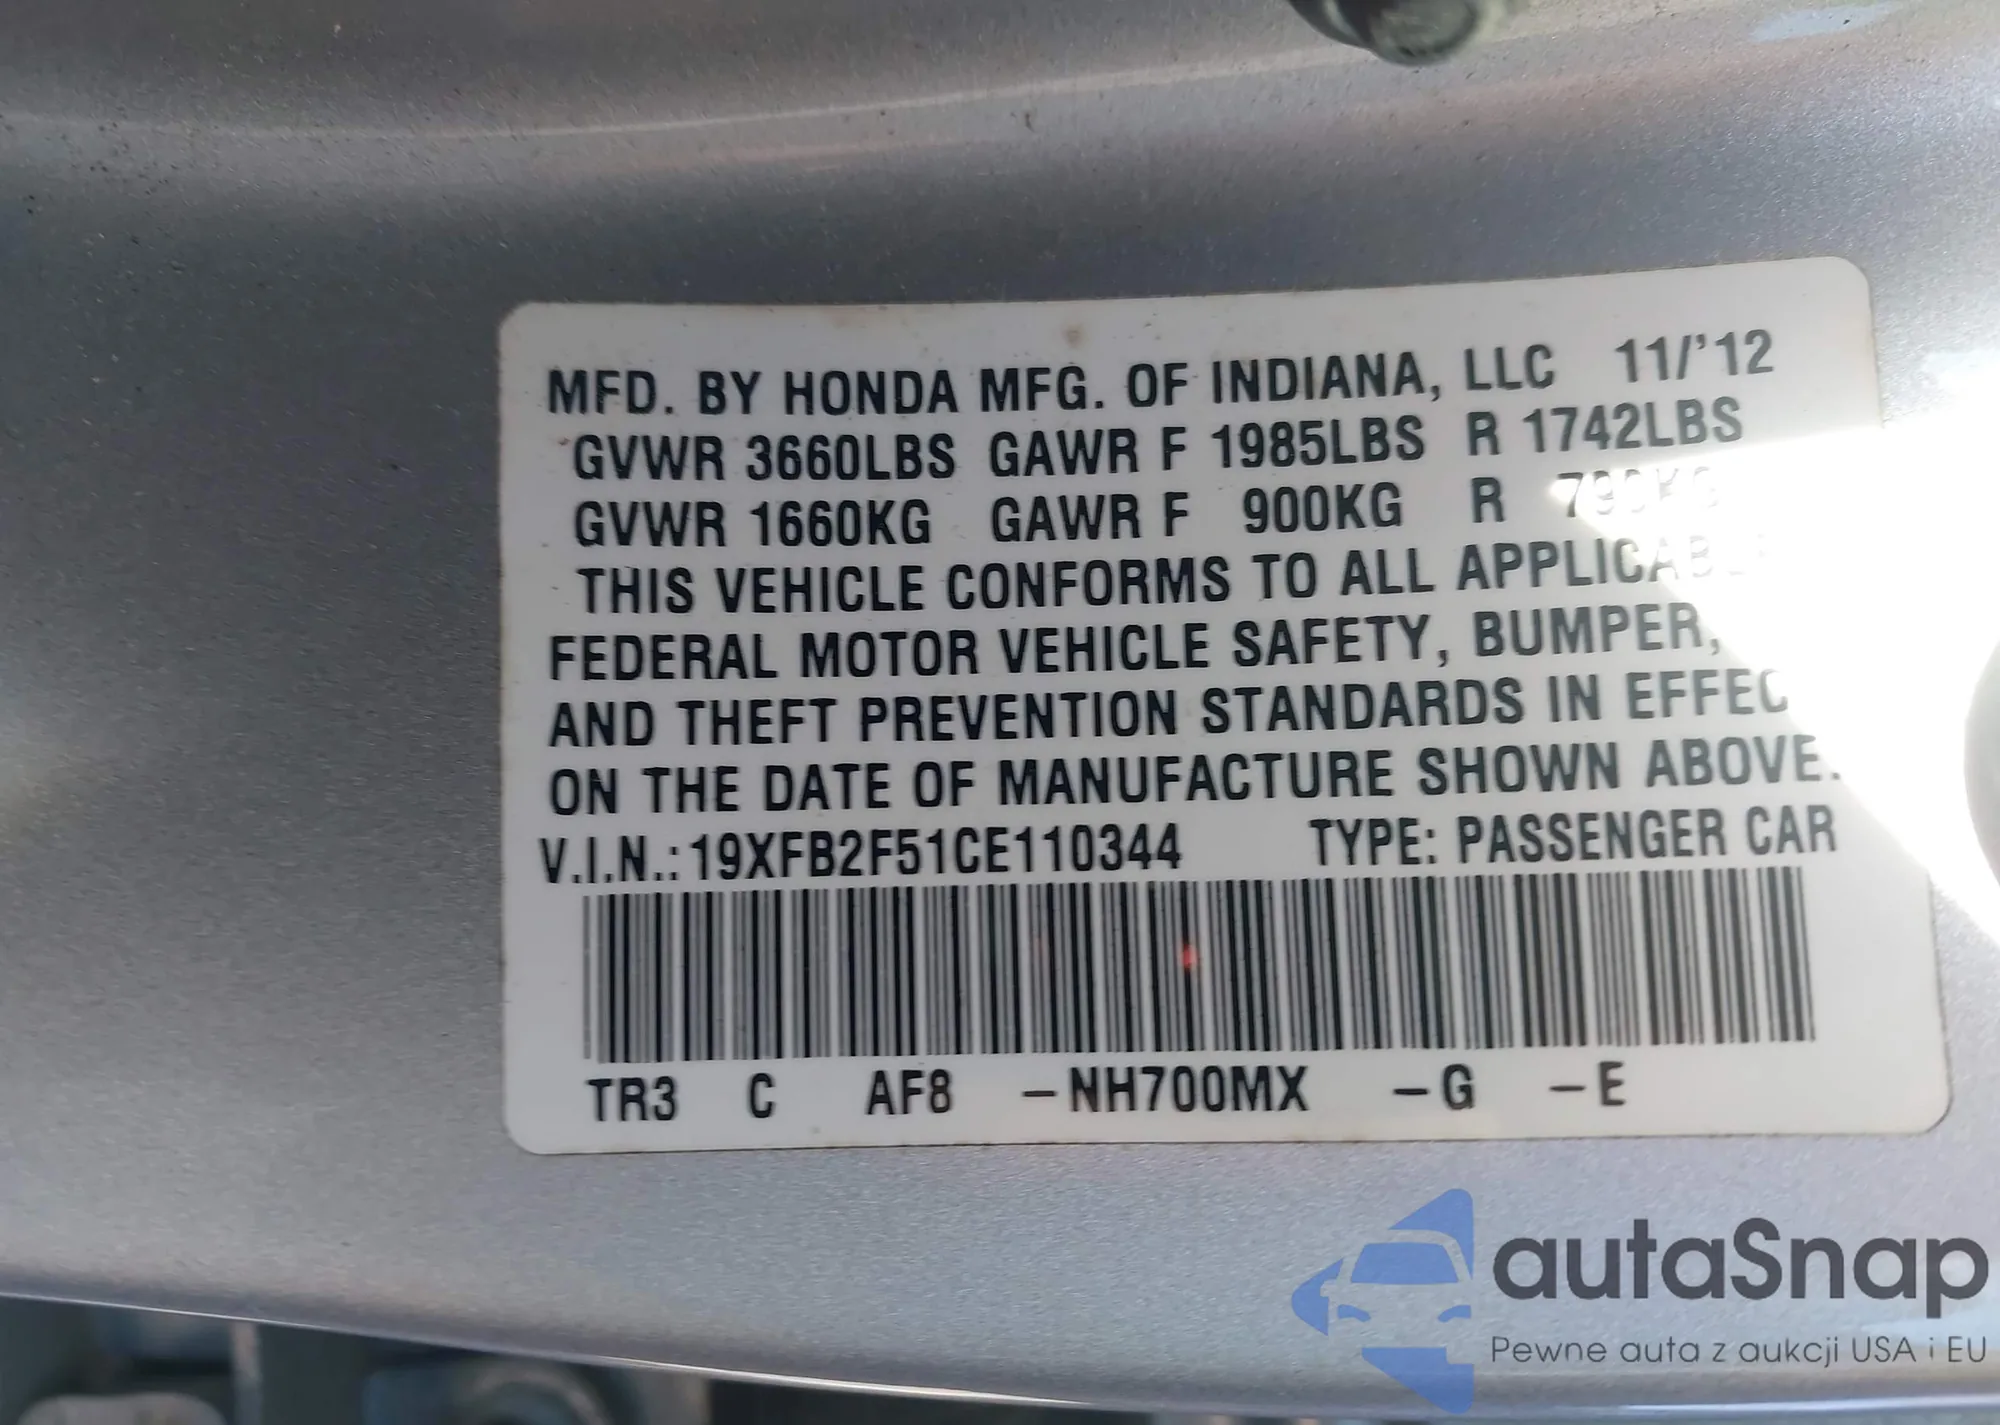 MFD. BY HONDA MFG. OF INDIANA, LLC 11/'12
GVWR 3660LBS GAWR F 1985LBS R 1742LBS
GVWR 1660KG GAWR F 900KG R
THIS VEHICLE CONFORMS TO ALL APPLICABLE
FEDERAL MOTOR VEHICLE SAFETY, BUMPER,
AND THEFT PREVENTION STANDARDS IN EFFEC
ON THE DATE OF MANUFACTURE SHOWN ABOVE.
V.I.N.: 19XFB2F51CE110344 TYPE: PASSENGER CAR
TR3 C AF8 -NH700MX -G -E
autaSnap
Pewne auta z aukcji USA i EU